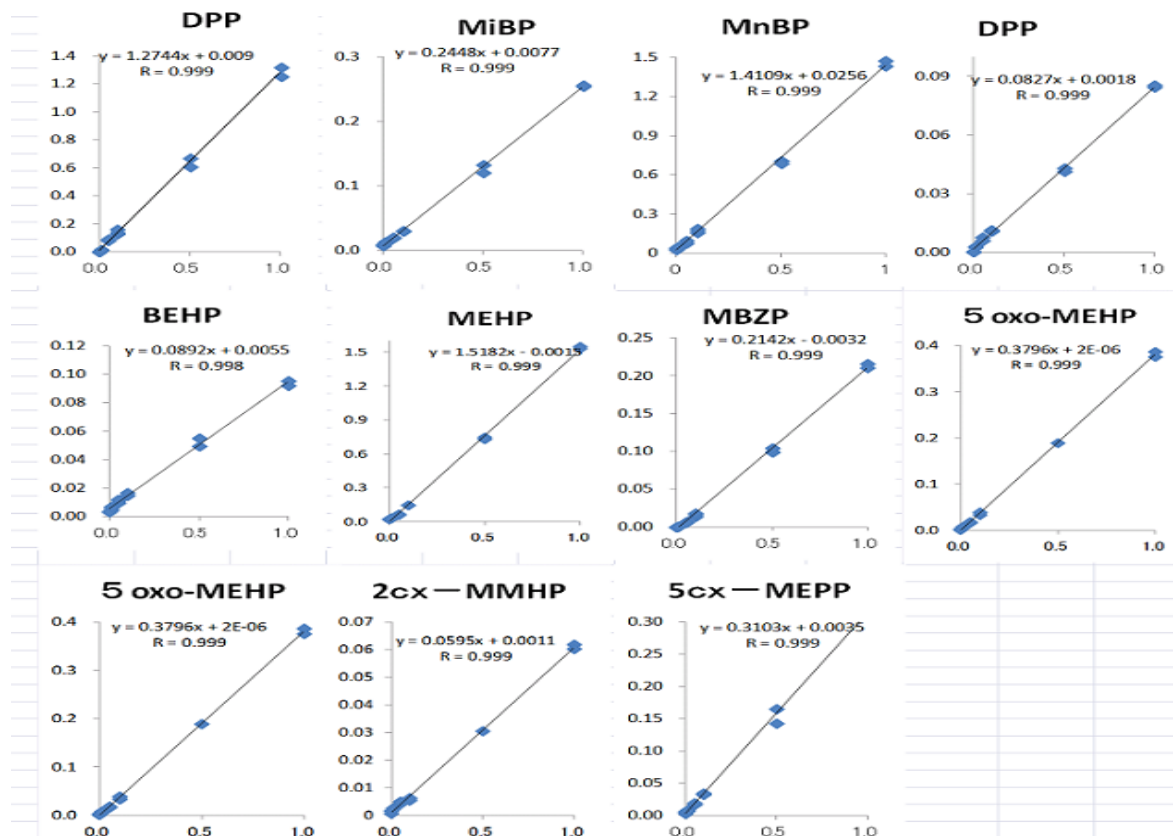 DPP
y = 1.2744x + 0.009
R = 0.999
1.4
1.2
1.0
0.8
0.6
0.4
0.2
0.0
0.0 0.5 1.0
MiBP
y = 0.2448x + 0.0077
R = 0.999
0.3
0.2
0.1
0.0
0.0 0.5 1.0
MnBP
y = 1.4109x + 0.0256
R = 0.999
1.5
1.2
0.9
0.6
0.3
0
0 0.5 1
DPP
y = 0.0827x + 0.0018
R = 0.999
0.09
0.06
0.03
0.00
0.0 0.5 1.0
BEHP
y = 0.0892x + 0.0055
R = 0.998
0.12
0.10
0.08
0.06
0.04
0.02
0.00
0.0 0.5 1.0
MEHP
y = 1.5182x - 0.0015
R = 0.999
1.5
1.2
0.9
0.6
0.3
0.0
0.0 0.5 1.0
MBZP
y = 0.2142x - 0.0032
R = 0.999
0.25
0.20
0.15
0.10
0.05
0.00
0.0 0.5 1.0
5 oxo-MEHP
y = 0.3796x + 2E-06
R = 0.999
0.4
0.3
0.2
0.1
0.0
0.0 0.5 1.0
5 oxo-MEHP
y = 0.3796x + 2E-06
R = 0.999
0.4
0.3
0.2
0.1
0.0
0.0 0.5 1.0
2cx－MMHP
y = 0.0595x + 0.0011
R = 0.999
0.07
0.06
0.05
0.04
0.03
0.02
0.01
0
0.0 0.5 1.0
5cx－MEPP
y = 0.3103x + 0.0035
R = 0.999
0.30
0.25
0.20
0.15
0.10
0.05
0.00
0.0 0.5 1.0